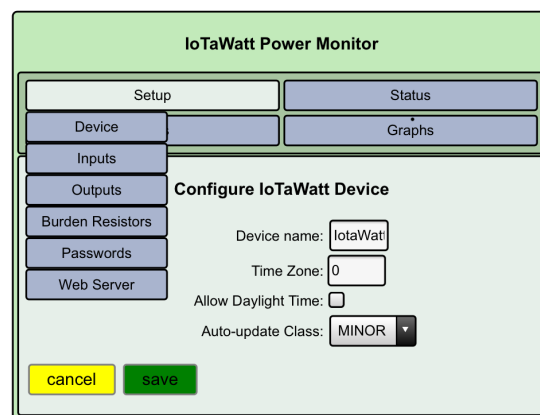 IoTaWatt Power Monitor
Setup
Status
Device
Graphs
Inputs
Outputs
Burden Resistors
Passwords
Web Server
Configure IoTaWatt Device
Device name: IotaWatt
Time Zone: 0
Allow Daylight Time:
Auto-update Class: MINOR
cancel
save